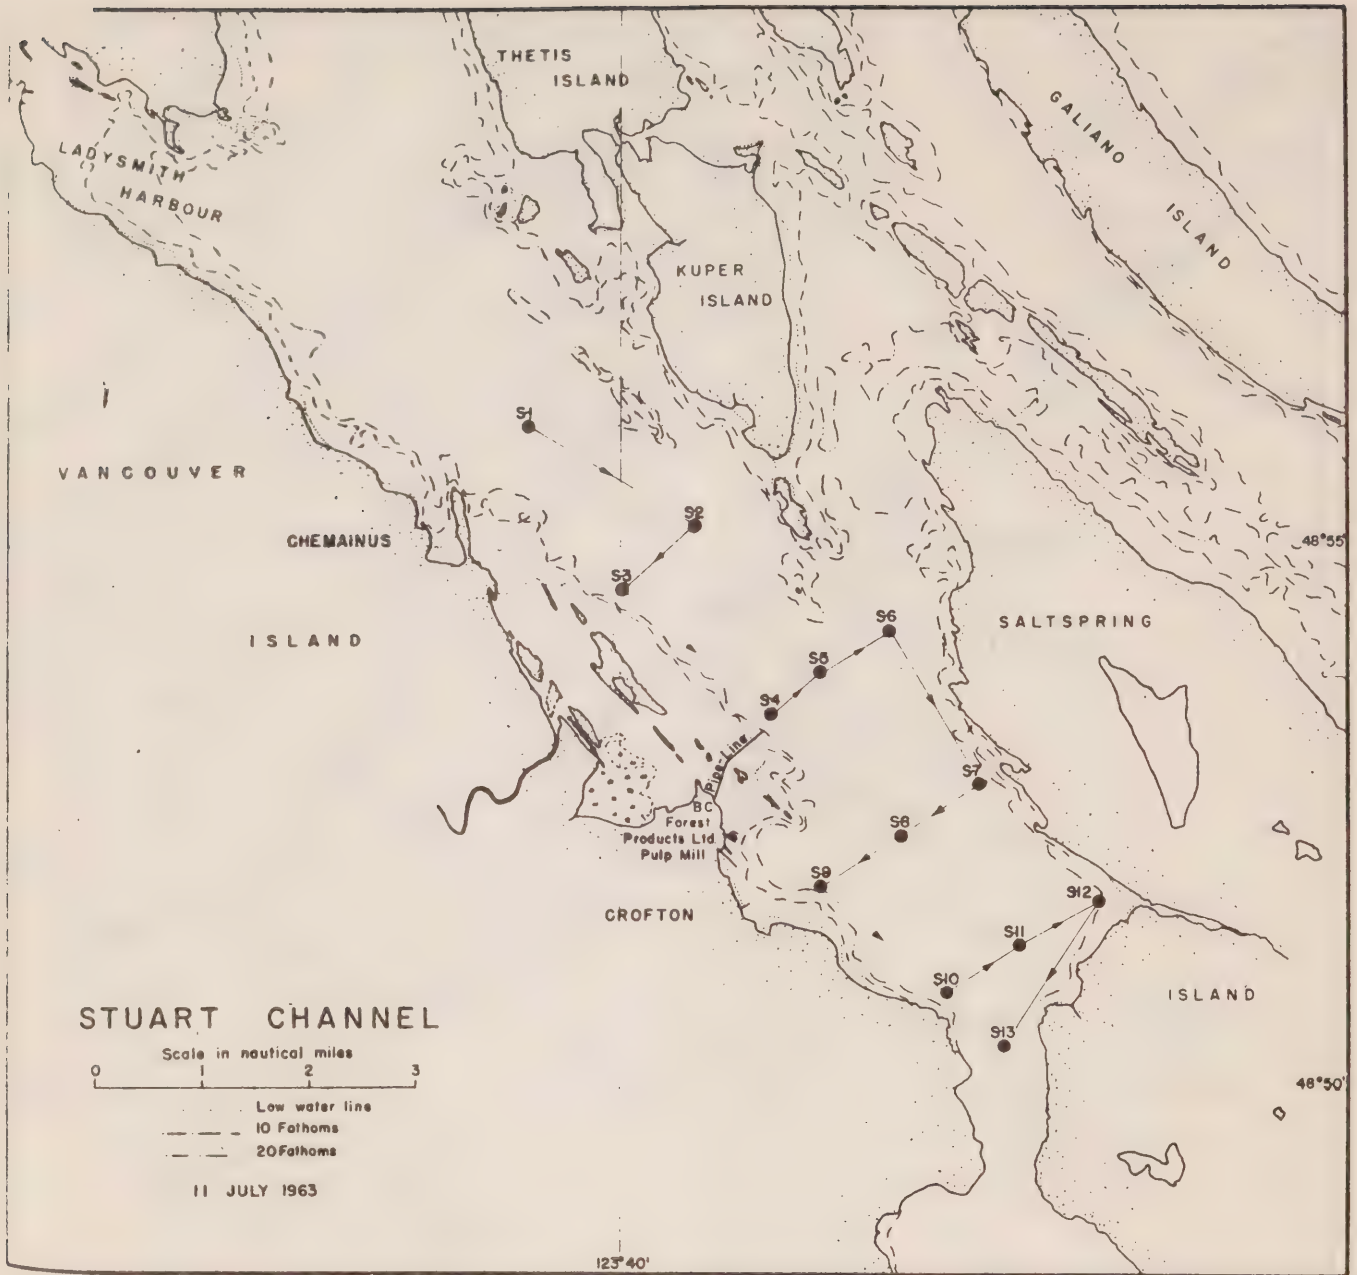 THETIS
ISLAND
GALIANO
ISLAND
LADYSMITH
HARBOUR
KUPER
ISLAND
S1
VANCOUVER
S2
CHEMAINUS
48°55'
S3
ISLAND
S6
SALTSPRING
S5
S4
Pipe Line
S7
BC
Forest
Products Ltd.
Pulp Mill
S8
S9
S12
CROFTON
S11
S10
ISLAND
STUART CHANNEL
S13
Scale in nautical miles
0 1 2 3
48°50'
Low water line
10 Fathoms
20 Fathoms
11 JULY 1963
123°40'